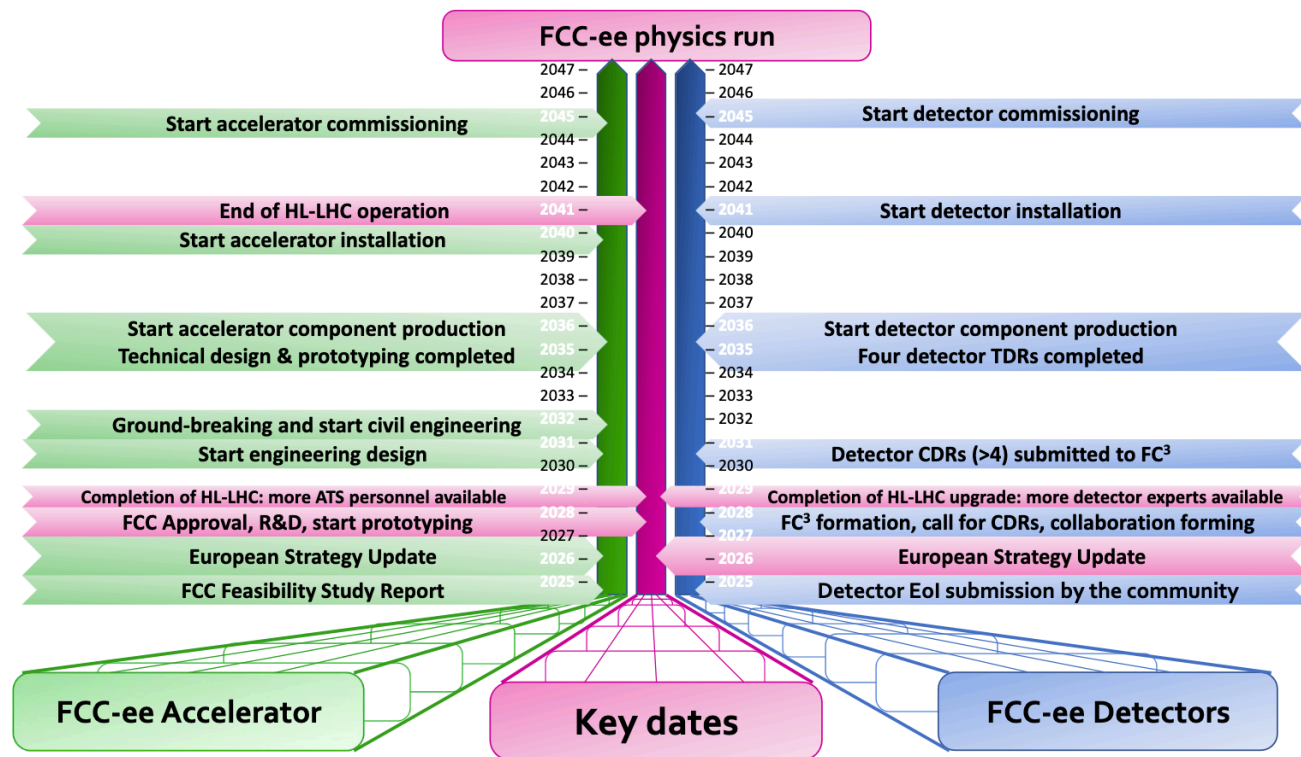 FCC-ee physics run
2047
2046
2045
2044
2043
2042
2041
2040
2039
2038
2037
2036
2035
2034
2033
2032
2031
2030
2029
2028
2027
2026
2025
Start accelerator commissioning
End of HL-LHC operation
Start accelerator installation
Start accelerator component production
Technical design & prototyping completed
Ground-breaking and start civil engineering
Start engineering design
Completion of HL-LHC: more ATS personnel available
FCC Approval, R&D, start prototyping
European Strategy Update
FCC Feasibility Study Report
2047
2046
2045
2044
2043
2042
2041
2040
2039
2038
2037
2036
2035
2034
2033
2032
2031
2030
2029
2028
2027
2026
2025
Start detector commissioning
Start detector installation
Start detector component production
Four detector TDRs completed
Detector CDRs (>4) submitted to FC³
Completion of HL-LHC upgrade: more detector experts available
FC³ formation, call for CDRs, collaboration forming
European Strategy Update
Detector EoI submission by the community
FCC-ee Accelerator
Key dates
FCC-ee Detectors